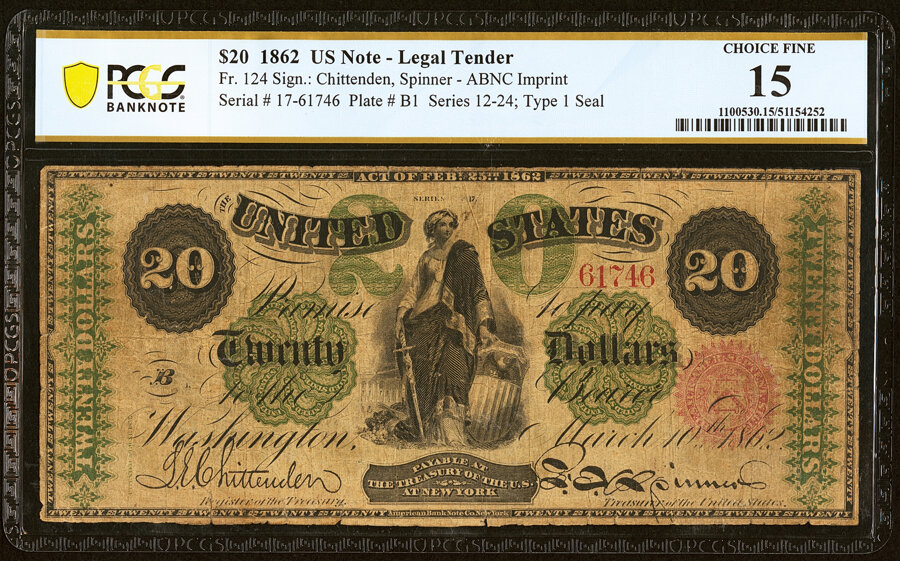 $20 1862 US Note - Legal Tender
Fr. 124 Sign.: Chittenden, Spinner - ABNC Imprint
Serial # 17-61746 Plate # B1 Series 12-24; Type 1 Seal
PCGS
BANKNOTE
CHOICE FINE
15
1100530.15/51154252
ACT OF FEBY. 25TH. 1862
SERIES 17
THE UNITED STATES
20
20
20
61746
Promise to pay
Twenty Dollars
B
to the Bearer
Washington, March 10th 1862
PAYABLE AT
THE TREASURY OF THE U.S.
AT NEW YORK
L.E. Chittenden
F.E. Spinner
Register of the Treasury.
Treasurer of the United States.
American Bank Note Co. New York.
TWENTY DOLLARS
TWENTY DOLLARS